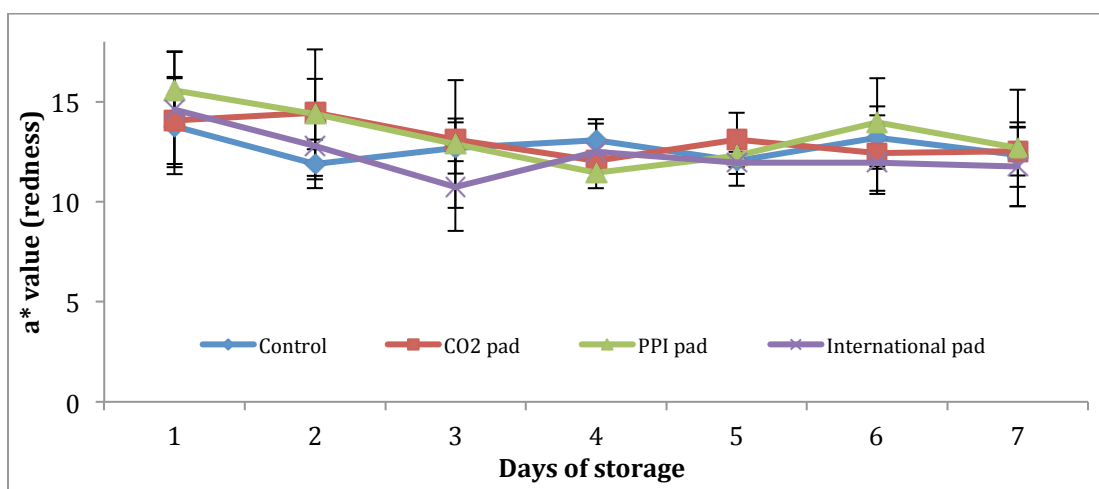 a* value (redness)
15
10
5
0
Control CO2 pad PPI pad International pad
1 2 3 4 5 6 7
Days of storage